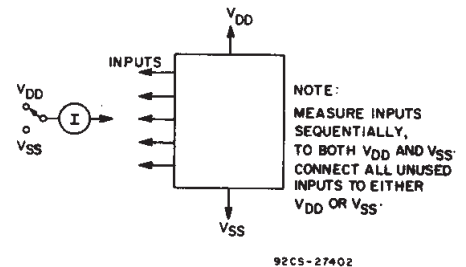 VDD
INPUTS
VDD
I
VSS
NOTE:
MEASURE INPUTS
SEQUENTIALLY,
TO BOTH VDD AND VSS.
CONNECT ALL UNUSED
INPUTS TO EITHER
VDD OR VSS.
VSS
92CS-27402